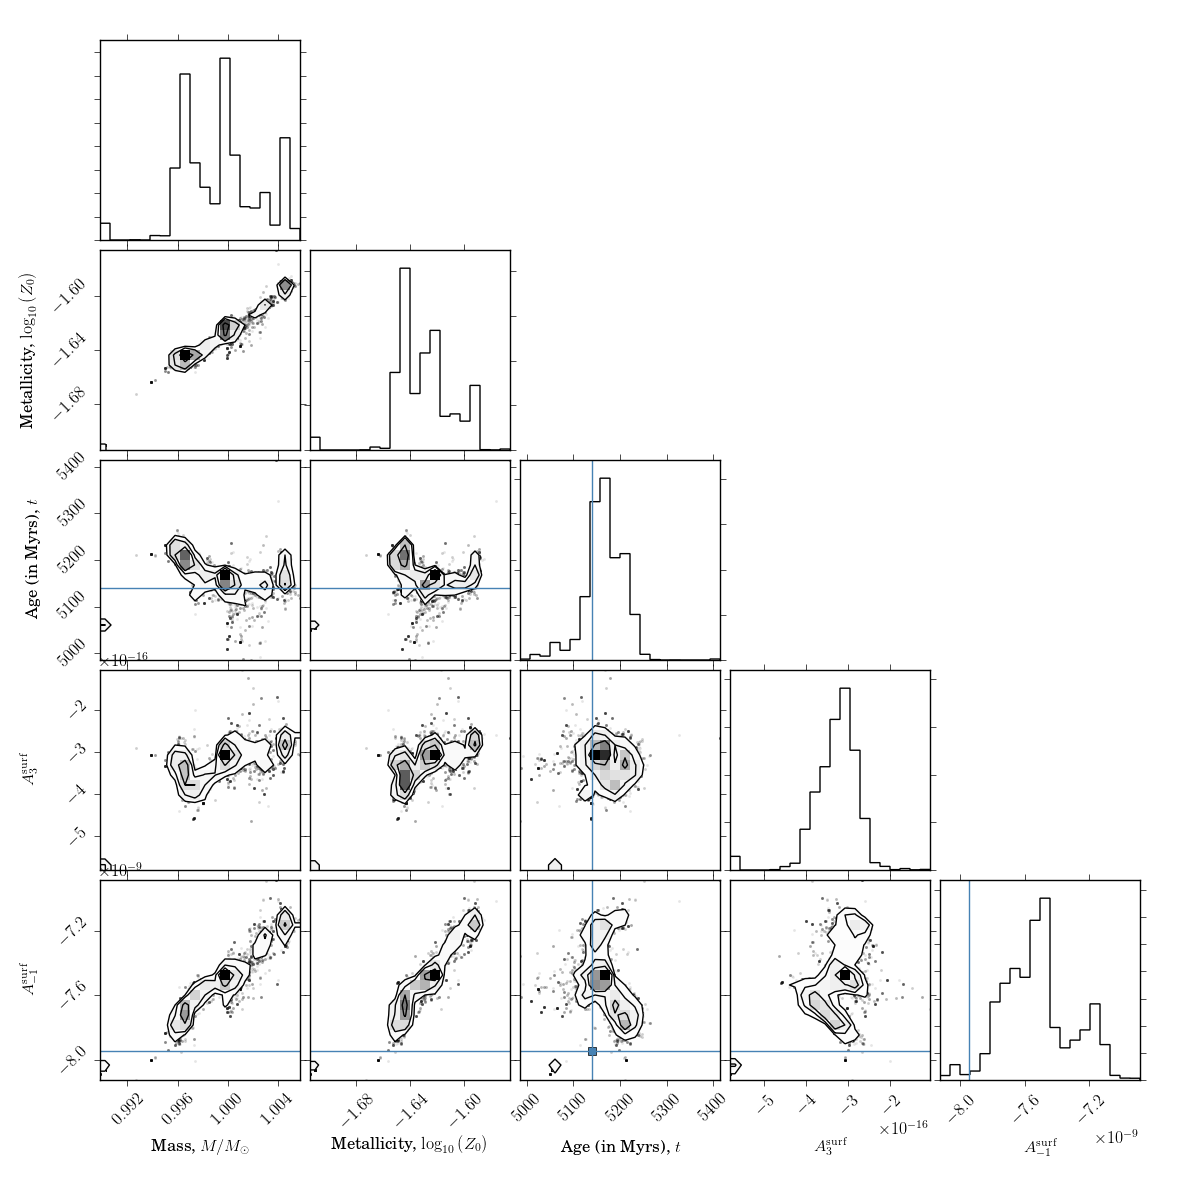 Metallicity, log₁₀(Z₀)
−1.60
−1.64
−1.68
Age (in Myrs), t
5400
5300
5200
5100
5000
×10⁻¹⁶
A₃ˢᵘʳᶠ
−2
−3
−4
−5
×10⁻⁹
A₋₁ˢᵘʳᶠ
−7.2
−7.6
−8.0
0.992 0.996 1.000 1.004
−1.68 −1.64 −1.60
5000 5100 5200 5300 5400
−5 −4 −3 −2
−8.0 −7.6 −7.2
×10⁻¹⁶ ×10⁻⁹
Mass, M/M⊙ Metallicity, log₁₀(Z₀) Age (in Myrs), t A₃ˢᵘʳᶠ A₋₁ˢᵘʳᶠ